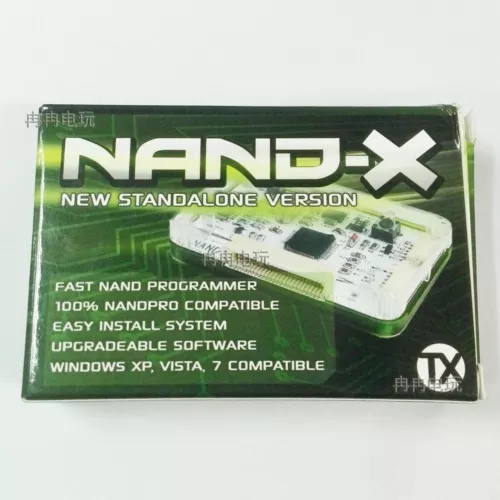 冉冉电玩
NAND-X
NEW STANDALONE VERSION
NAND
冉冉电玩
FAST NAND PROGRAMMER
100% NANDPRO COMPATIBLE
EASY INSTALL SYSTEM
UPGRADEABLE SOFTWARE
WINDOWS XP, VISTA, 7 COMPATIBLE
TX
冉冉电玩